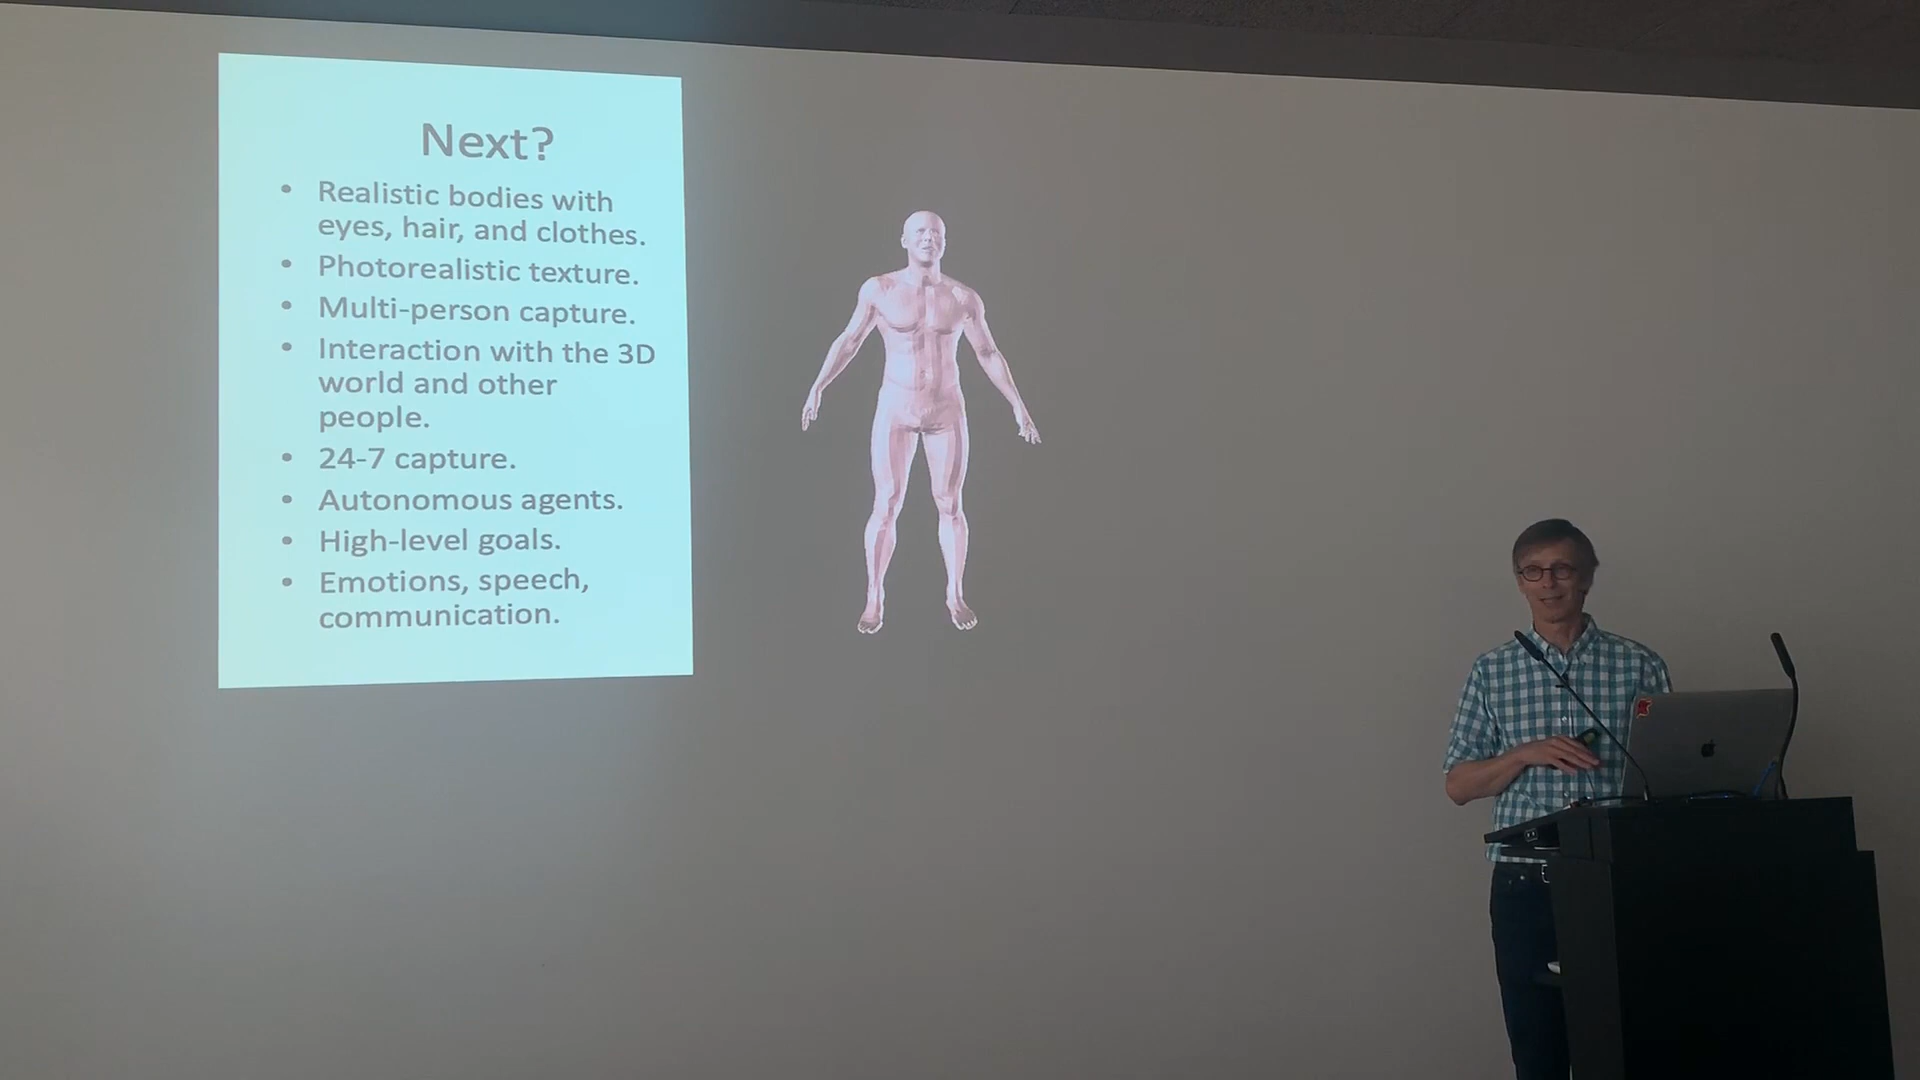 Next?
• Realistic bodies with
eyes, hair, and clothes.
• Photorealistic texture.
• Multi-person capture.
• Interaction with the 3D
world and other
people.
• 24-7 capture.
• Autonomous agents.
• High-level goals.
• Emotions, speech,
communication.